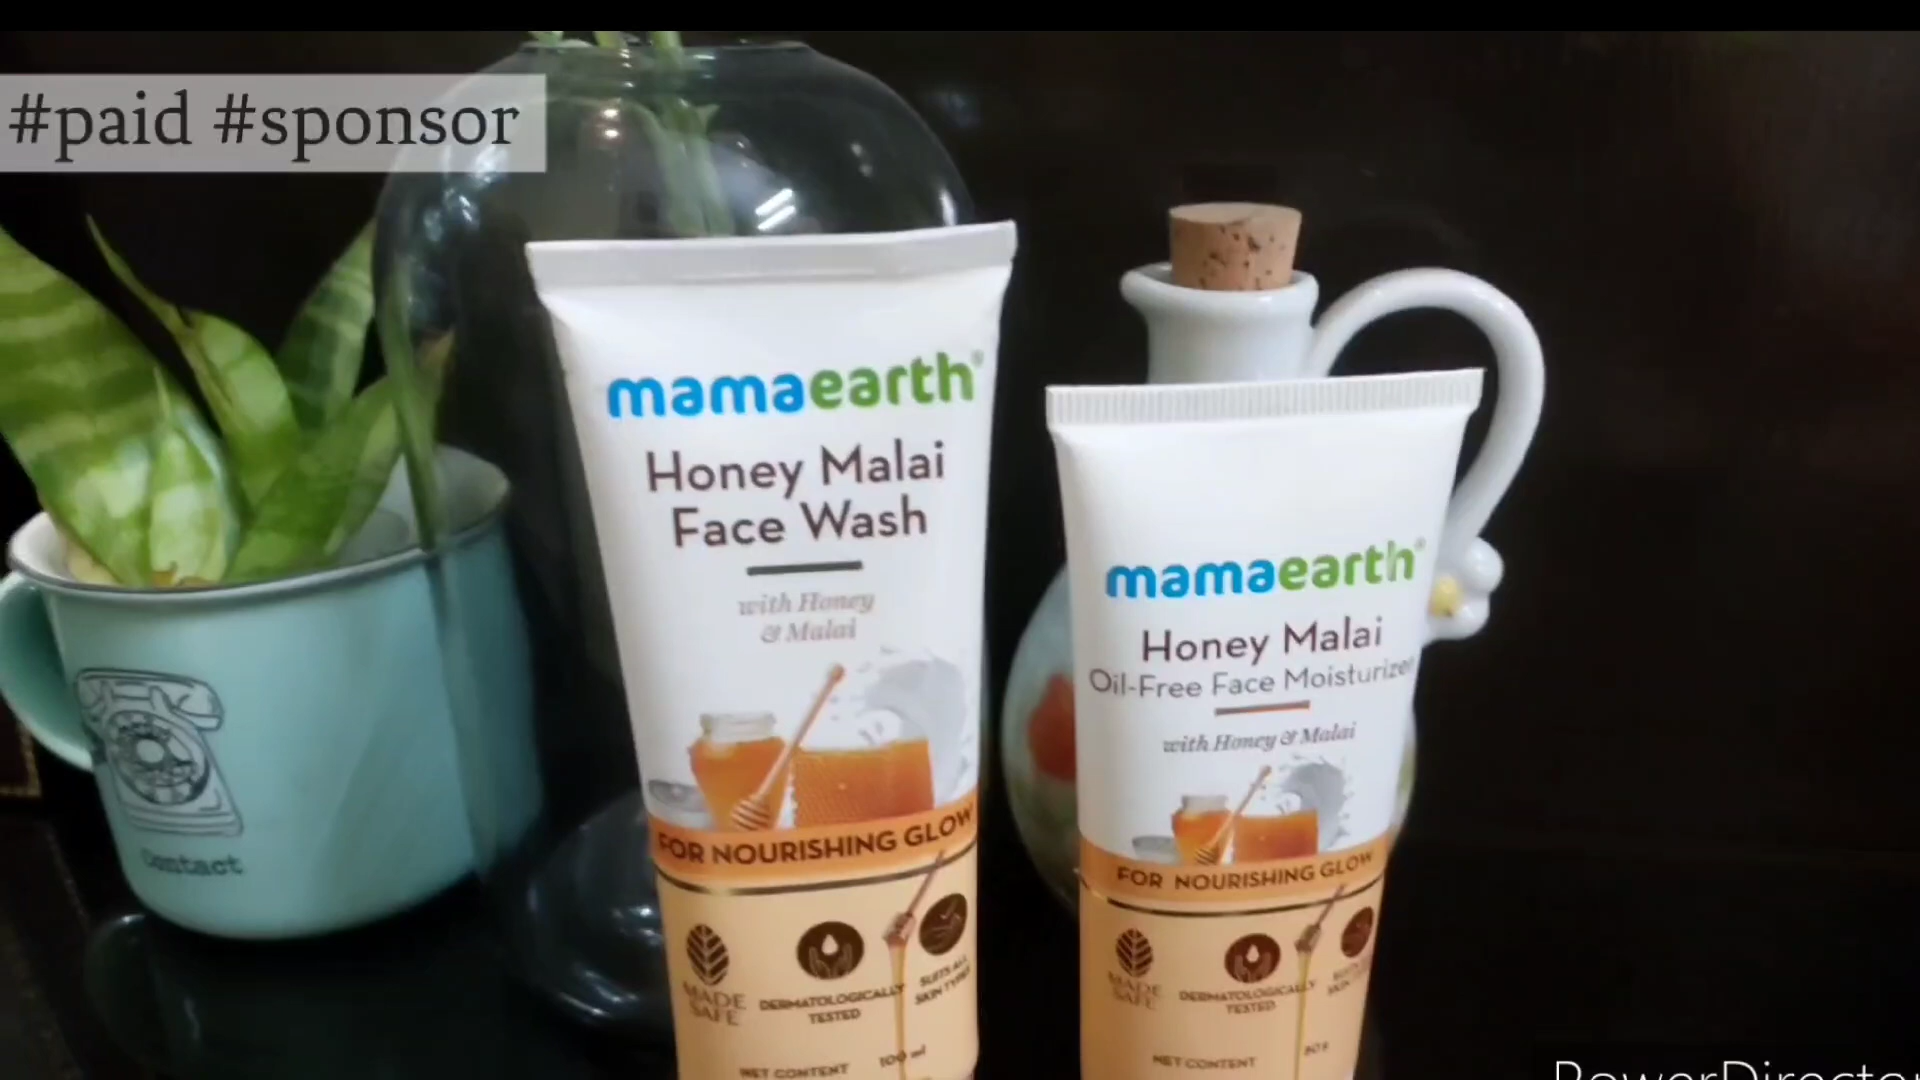 #paid #sponsor
mamaearth®
Honey Malai
Face Wash
with Honey
& Malai
FOR NOURISHING GLOW
MADE
SAFE
DERMATOLOGICALLY
TESTED
SUITS ALL
SKIN TYPES
NET CONTENT 100 ml
mamaearth®
Honey Malai
Oil-Free Face Moisturizer
with Honey & Malai
FOR NOURISHING GLOW
MADE
SAFE
DERMATOLOGICALLY
TESTED
NET CONTENT
Contact
PowerDirector